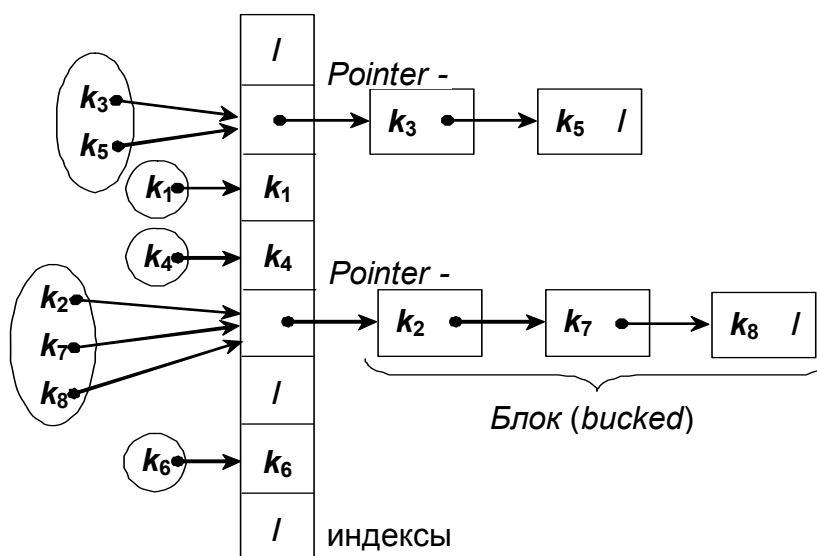 /
Pointer -
k3
k3
k5 /
k5
k1
k1
k4
k4
Pointer -
k2
k2
k7
k8 /
k7
k8
/
Блок (bucked)
k6
k6
/
индексы